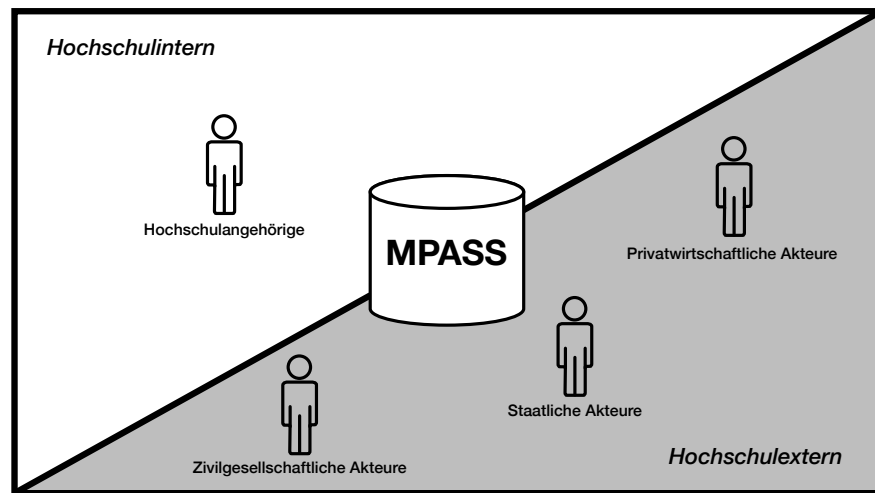 Hochschulintern
Hochschulangehörige
MPASS
Privatwirtschaftliche Akteure
Staatliche Akteure
Zivilgesellschaftliche Akteure
Hochschulextern